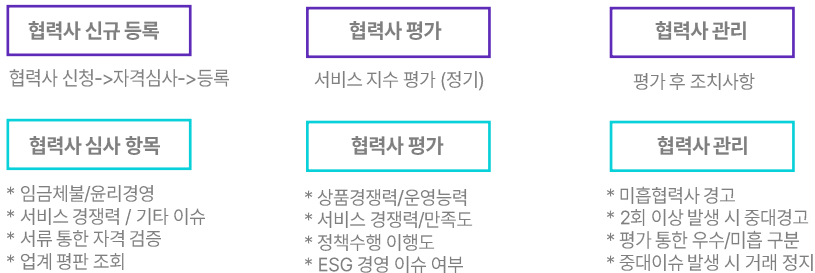 협력사 신규 등록
협력사 평가
협력사 관리
협력사 신청->자격심사->등록
서비스 지수 평가 (정기)
평가 후 조치사항
협력사 심사 항목
협력사 평가
협력사 관리
* 임금체불/윤리경영
* 서비스 경쟁력 / 기타 이슈
* 서류 통한 자격 검증
* 업계 평판 조회
* 상품경쟁력/운영능력
* 서비스 경쟁력/만족도
* 정책수행 이행도
* ESG 경영 이슈 여부
* 미흡협력사 경고
* 2회 이상 발생 시 중대경고
* 평가 통한 우수/미흡 구분
* 중대이슈 발생 시 거래 정지